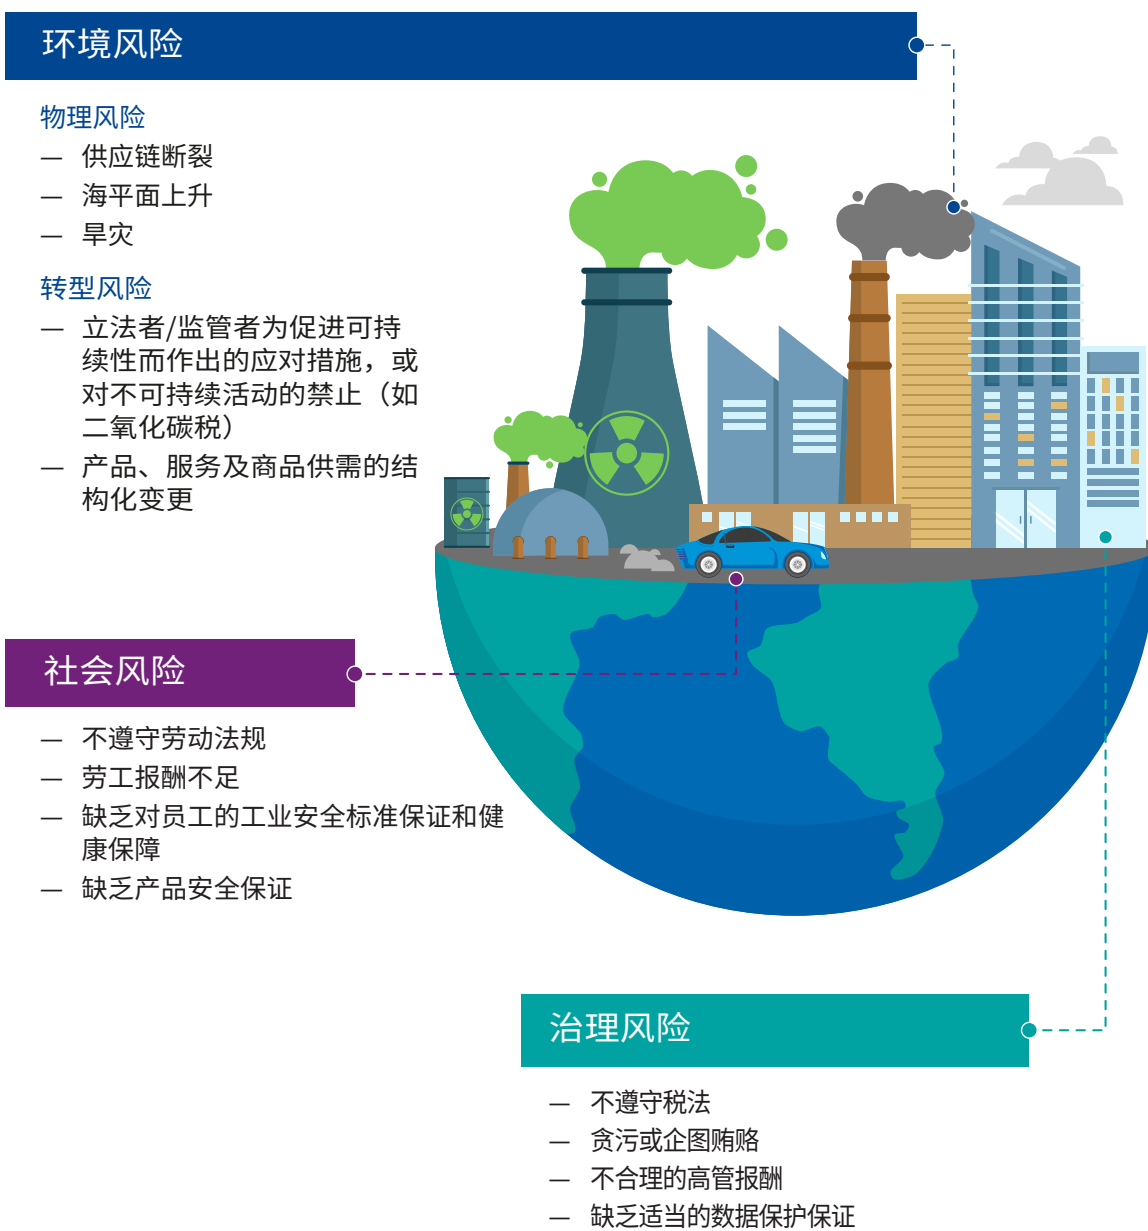 环境风险
物理风险
— 供应链断裂
— 海平面上升
— 旱灾
转型风险
— 立法者/监管者为促进可持
续性而作出的应对措施，或
对不可持续活动的禁止（如
二氧化碳税）
— 产品、服务及商品供需的结
构化变更
社会风险
— 不遵守劳动法规
— 劳工报酬不足
— 缺乏对员工的工业安全标准保证和健
康保障
— 缺乏产品安全保证
治理风险
— 不遵守税法
— 贪污或企图贿赂
— 不合理的高管报酬
— 缺乏适当的数据保护保证